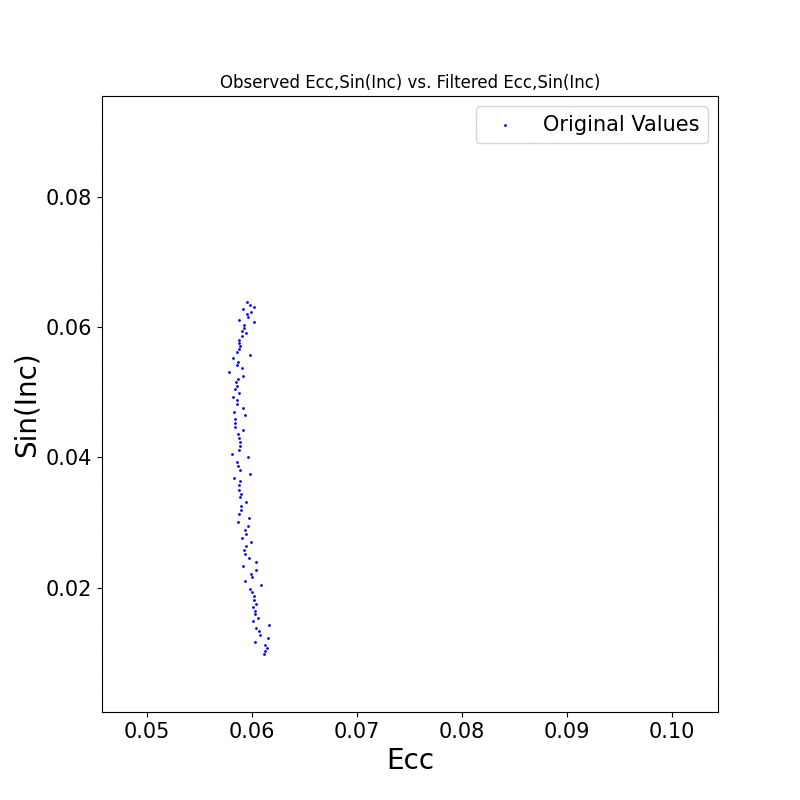 Observed Ecc,Sin(Inc) vs. Filtered Ecc,Sin(Inc)
Original Values
0.08
0.06
0.04
0.02
Sin(Inc)
0.05 0.06 0.07 0.08 0.09 0.10
Ecc